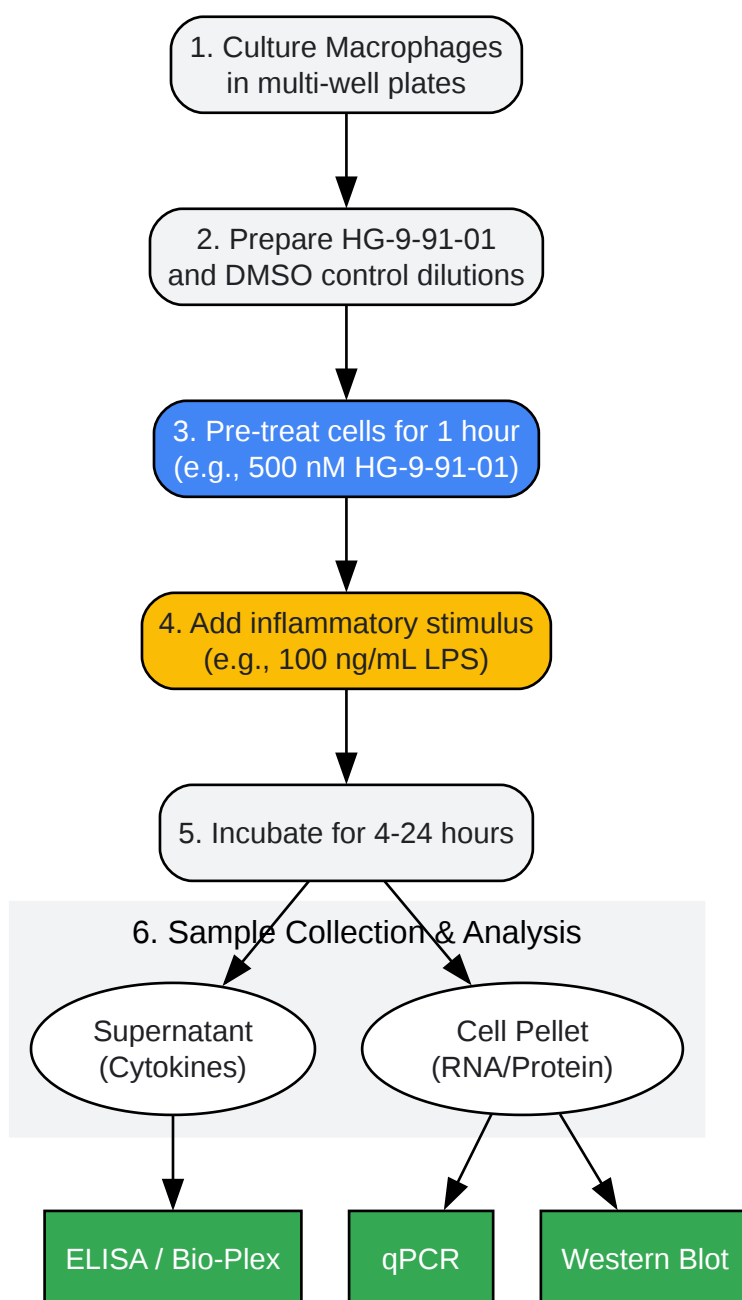 1. Culture Macrophages
in multi-well plates
2. Prepare HG-9-91-01
and DMSO control dilutions
3. Pre-treat cells for 1 hour
(e.g., 500 nM HG-9-91-01)
4. Add inflammatory stimulus
(e.g., 100 ng/mL LPS)
5. Incubate for 4-24 hours
6. Sample Collection & Analysis
Supernatant
(Cytokines)
Cell Pellet
(RNA/Protein)
ELISA / Bio-Plex
qPCR
Western Blot